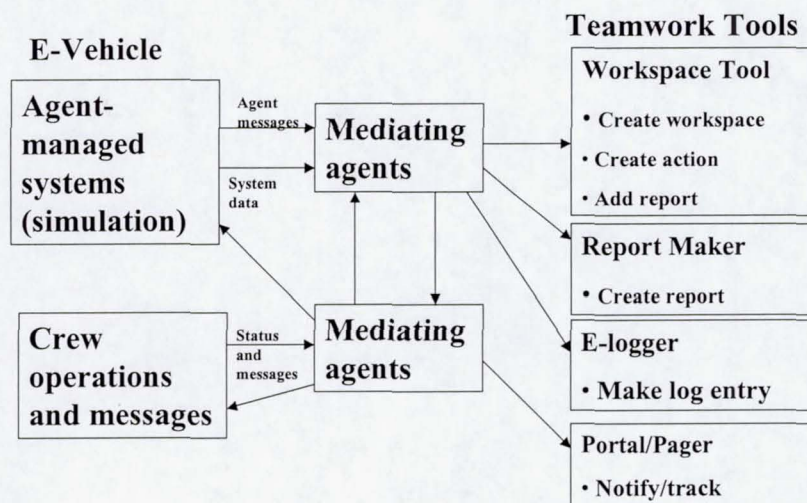 E-Vehicle
Agent-
managed
systems
(simulation)
Agent
messages
System
data
Mediating
agents
Crew
operations
and messages
Status
and
messages
Mediating
agents
Teamwork Tools
Workspace Tool
• Create workspace
• Create action
• Add report
Report Maker
• Create report
E-logger
• Make log entry
Portal/Pager
• Notify/track